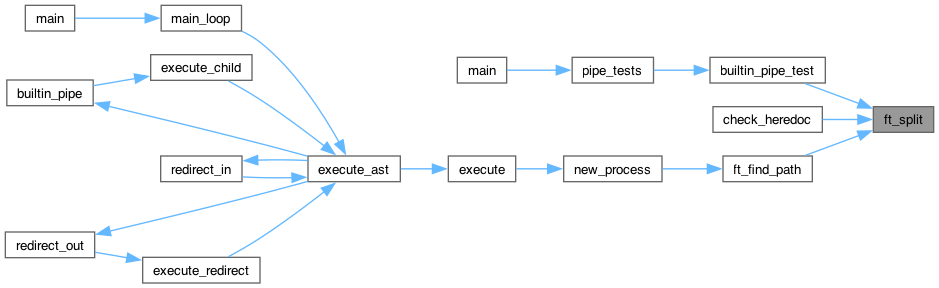 main
main_loop
execute_child
main
pipe_tests
builtin_pipe_test
builtin_pipe
check_heredoc
ft_split
redirect_in
execute_ast
execute
new_process
ft_find_path
redirect_out
execute_redirect